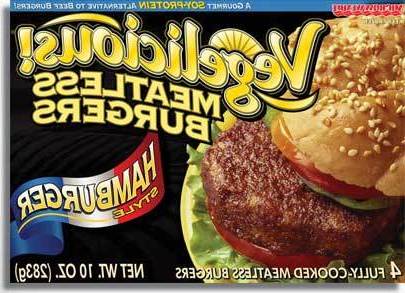 A GOURMET SOY-PROTEIN ALTERNATIVE TO BEEF BURGERS!
Vegelicious!
MEATLESS
BURGERS
HAMBURGER
STYLE
4 FULLY-COOKED MEATLESS BURGERS
NET WT. 10 OZ. (283g)